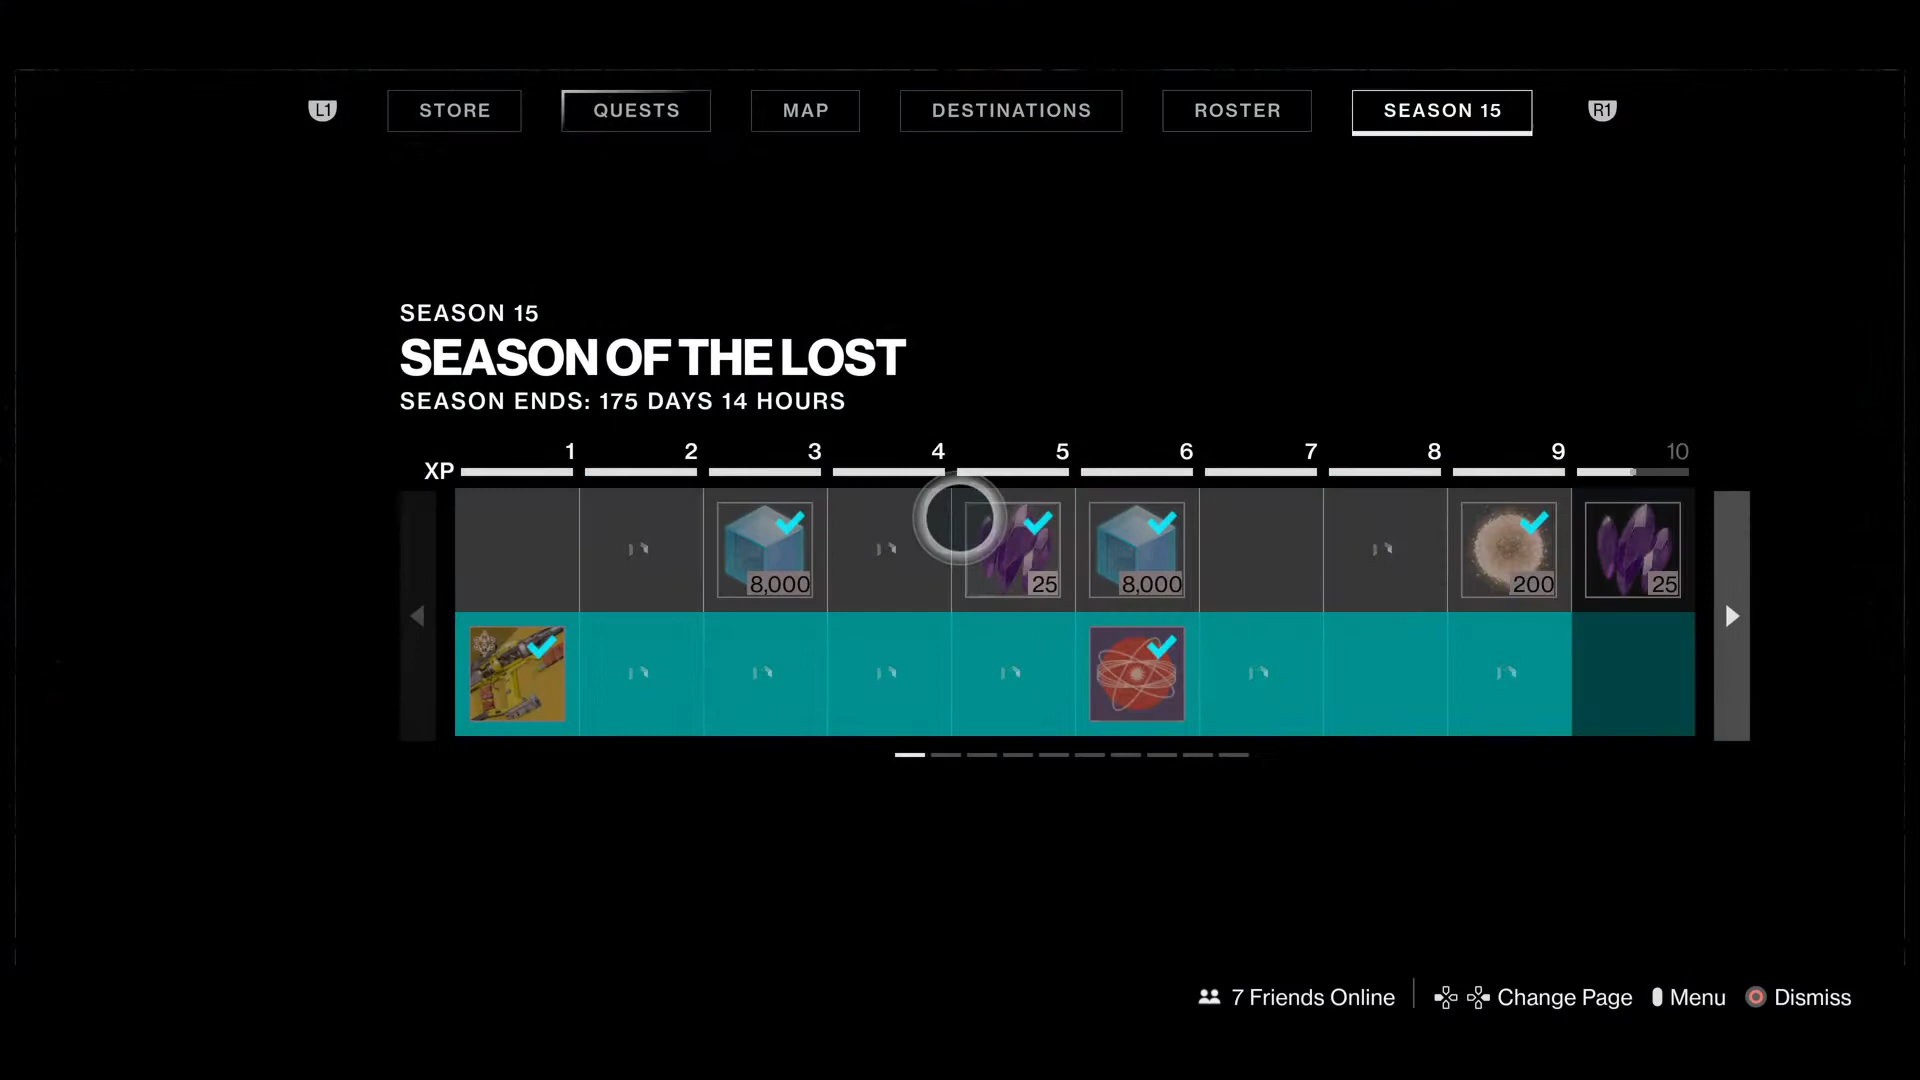 L1 STORE QUESTS MAP DESTINATIONS ROSTER SEASON 15 R1
SEASON 15
SEASON OF THE LOST
SEASON ENDS: 175 DAYS 14 HOURS
1 2 3 4 5 6 7 8 9 10
XP
8,000 25 8,000 200 25
7 Friends Online Change Page Menu Dismiss